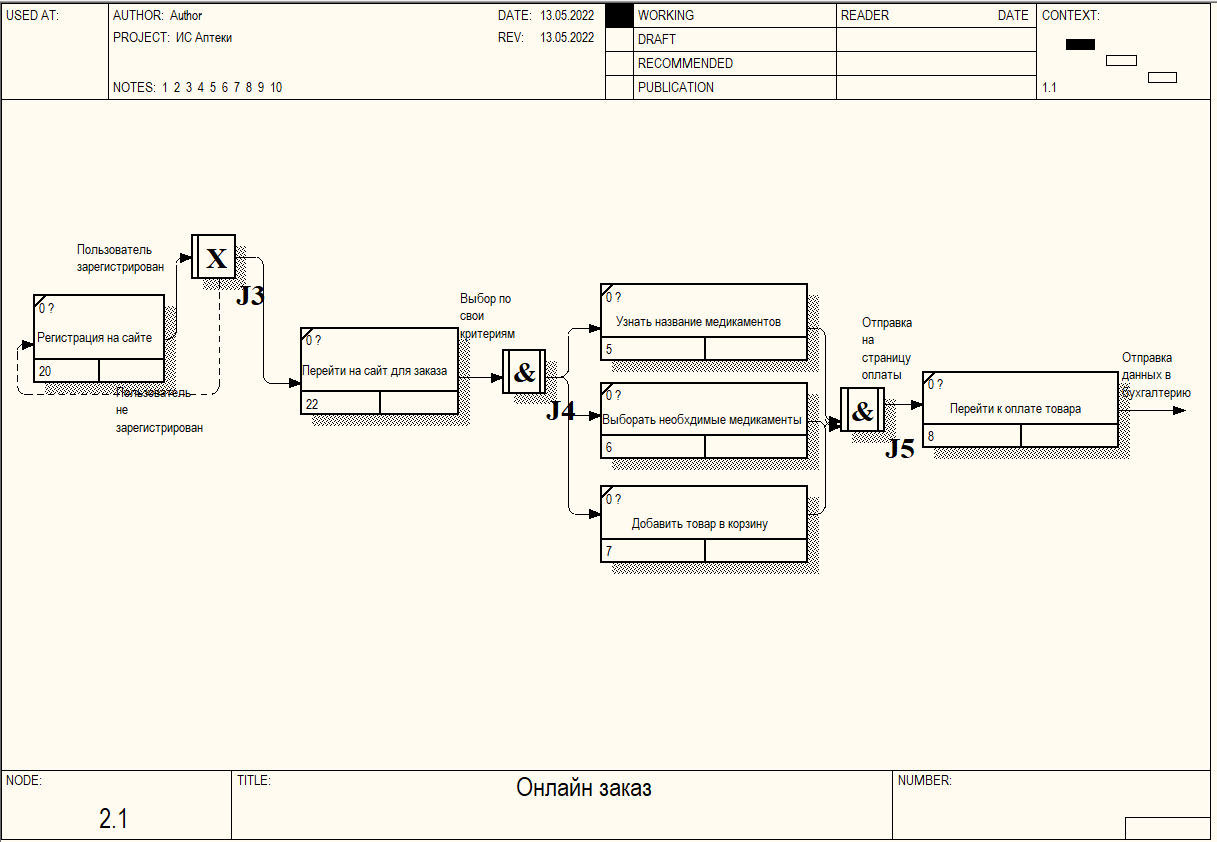 USED AT:
AUTHOR: Author
DATE: 13.05.2022
PROJECT: ИС Аптеки
REV: 13.05.2022
NOTES: 1 2 3 4 5 6 7 8 9 10
WORKING
DRAFT
RECOMMENDED
PUBLICATION
READER
DATE
CONTEXT:
1.1
Пользователь
зарегистрирован
X
J3
0 ?
Регистрация на сайте
20
Пользователь
не
зарегистрирован
0 ?
Перейти на сайт для заказа
22
Выбор по
свои
критериям
&
J4
0 ?
Узнать название медикаментов
5
0 ?
Выборать необхдимые медикаменты
6
0 ?
Добавить товар в корзину
7
&
J5
Отправка
на
страницу
оплаты
0 ?
Перейти к оплате товара
8
Отправка
данных в
бухгалтерию
NODE:
2.1
TITLE:
Онлайн заказ
NUMBER: